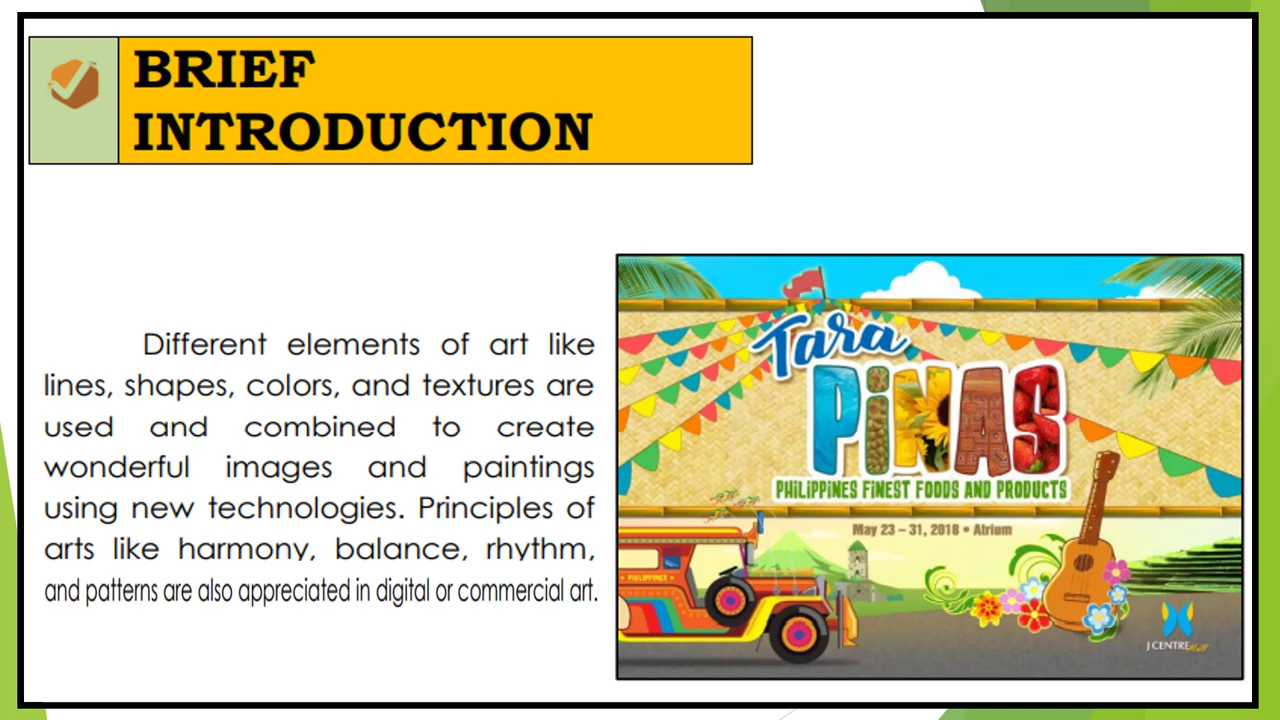 BRIEF
INTRODUCTION
Different elements of art like
lines, shapes, colors, and textures are
used and combined to create
wonderful images and paintings
using new technologies. Principles of
arts like harmony, balance, rhythm,
and patterns are also appreciated in digital or commercial art.
Tara
PiNAS
PHiLiPPiNES FiNEST FOODS AND PRODUCTS
May 23 – 31, 2018 • Atrium
PHILIPPINES
J CENTRE Mall